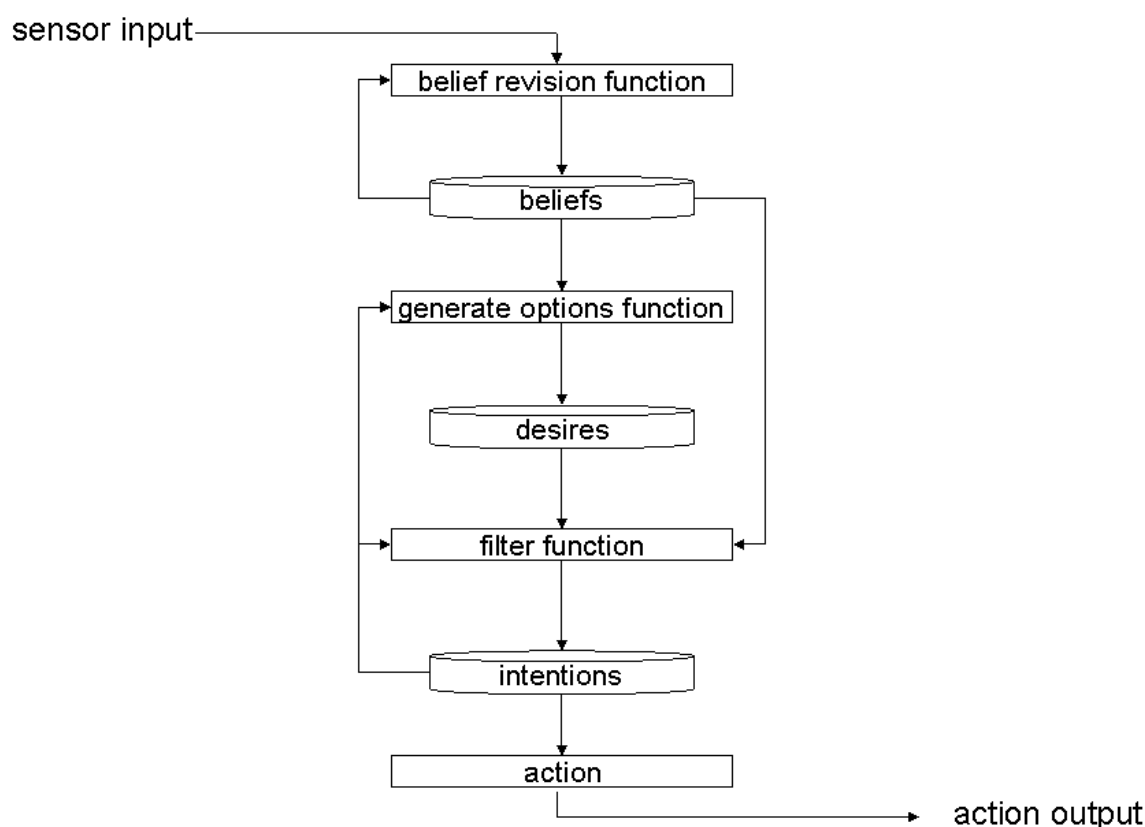 sensor input
belief revision function
beliefs
generate options function
desires
filter function
intentions
action
action output